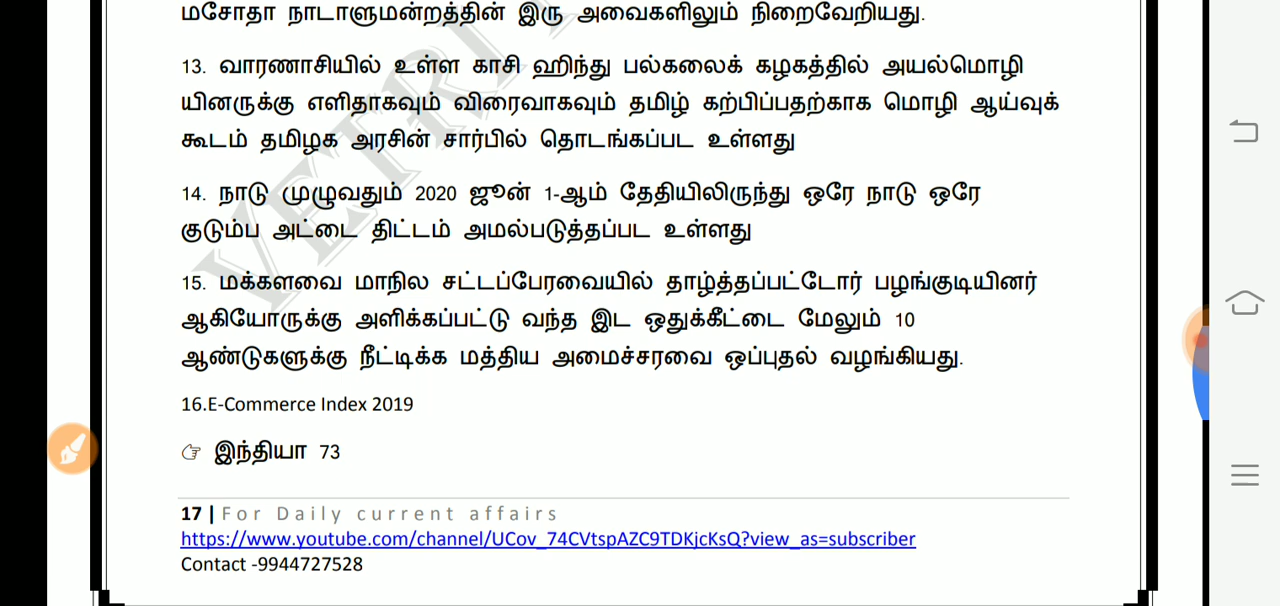 மசோதா நாடாளுமன்றத்தின் இரு அவைகளிலும் நிறைவேறியது.
13. வாரணாசியில் உள்ள காசி ஹிந்து பல்கலைக் கழகத்தில் அயல்மொழி
யினருக்கு எளிதாகவும் விரைவாகவும் தமிழ் கற்பிப்பதற்காக மொழி ஆய்வுக்
கூடம் தமிழக அரசின் சார்பில் தொடங்கப்பட உள்ளது
14. நாடு முழுவதும் 2020 ஜூன் 1-ஆம் தேதியிலிருந்து ஒரே நாடு ஒரே
குடும்ப அட்டை திட்டம் அமல்படுத்தப்பட உள்ளது
15. மக்களவை மாநில சட்டப்பேரவையில் தாழ்த்தப்பட்டோர் பழங்குடியினர்
ஆகியோருக்கு அளிக்கப்பட்டு வந்த இட ஒதுக்கீட்டை மேலும் 10
ஆண்டுகளுக்கு நீட்டிக்க மத்திய அமைச்சரவை ஒப்புதல் வழங்கியது.
16.E-Commerce Index 2019
☞ இந்தியா 73
17 | For Daily current affairs
https://www.youtube.com/channel/UCov_74CVtspAZC9TDKjcKsQ?view_as=subscriber
Contact -9944727528
VETRI